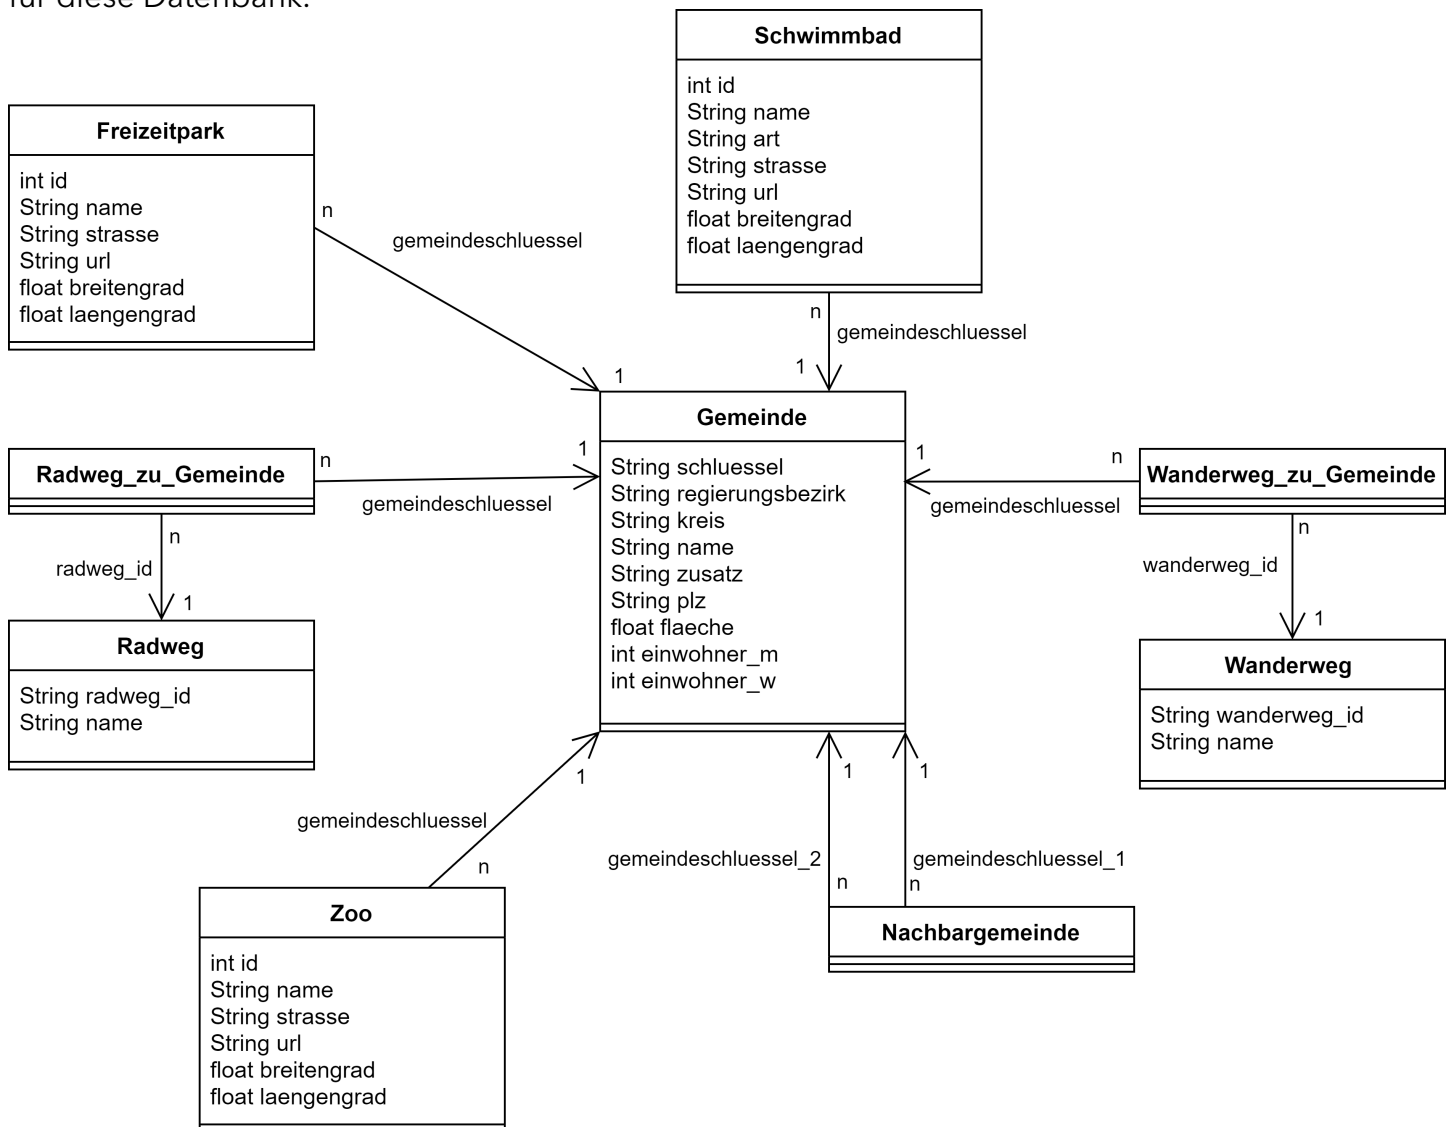 für diese Datenbank.
Schwimmbad
int id
String name
String art
String strasse
String url
float breitengrad
float laengengrad
Freizeitpark
int id
String name
String strasse
String url
float breitengrad
float laengengrad
n
gemeindeschluessel
1
n
gemeindeschluessel
1
Gemeinde
String schluessel
String regierungsbezirk
String kreis
String name
String zusatz
String plz
float flaeche
int einwohner_m
int einwohner_w
Radweg_zu_Gemeinde
n
1
gemeindeschluessel
n
radweg_id
1
Radweg
String radweg_id
String name
1
n
gemeindeschluessel
Wanderweg_zu_Gemeinde
n
wanderweg_id
1
Wanderweg
String wanderweg_id
String name
1
gemeindeschluessel
n
Zoo
int id
String name
String strasse
String url
float breitengrad
float laengengrad
1
1
gemeindeschluessel_2
gemeindeschluessel_1
n
n
Nachbargemeinde